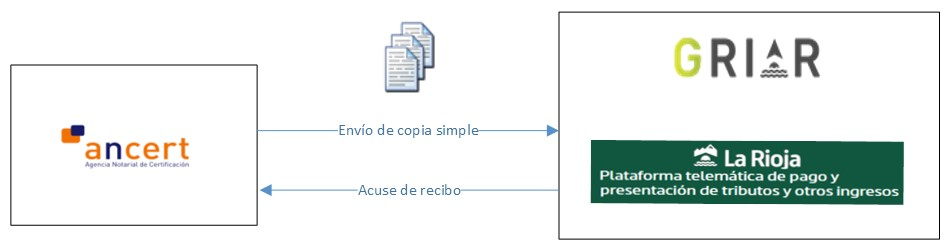 ancert
Agencia Notarial de Certificación
Envío de copia simple
Acuse de recibo
GRIAR
La Rioja
Plataforma telemática de pago y
presentación de tributos y otros ingresos